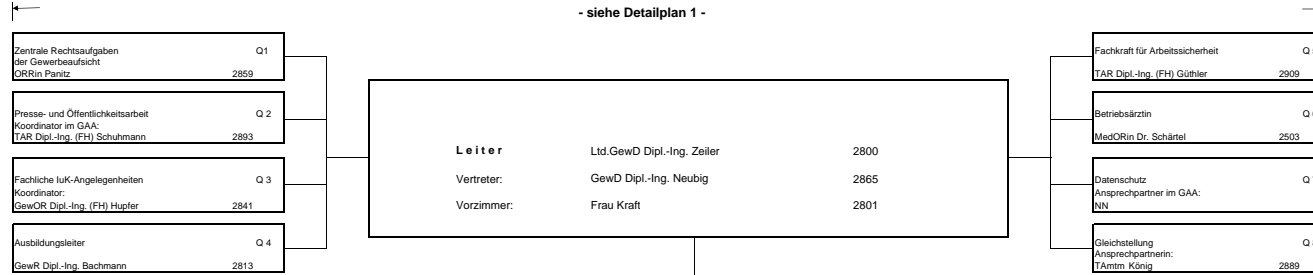 - siehe Detailplan 1 -
Zentrale Rechtsaufgaben Q1
der Gewerbeaufsicht
ORRin Panitz 2859
Presse- und Öffentlichkeitsarbeit Q 2
Koordinator im GAA:
TAR Dipl.-Ing. (FH) Schuhmann 2893
Fachliche IuK-Angelegenheiten Q 3
Koordinator:
GewOR Dipl.-Ing. (FH) Hupfer 2841
Ausbildungsleiter Q 4
GewR Dipl.-Ing. Bachmann 2813
Leiter Ltd.GewD Dipl.-Ing. Zeiler 2800
Vertreter: GewD Dipl.-Ing. Neubig 2865
Vorzimmer: Frau Kraft 2801
Fachkraft für Arbeitssicherheit Q
TAR Dipl.-Ing. (FH) Güthler 2909
Betriebsärztin Q
MedORin Dr. Schärtel 2503
Datenschutz Q
Ansprechpartner im GAA:
NN
Gleichstellung Q
Ansprechpartnerin:
TAmtm König 2889